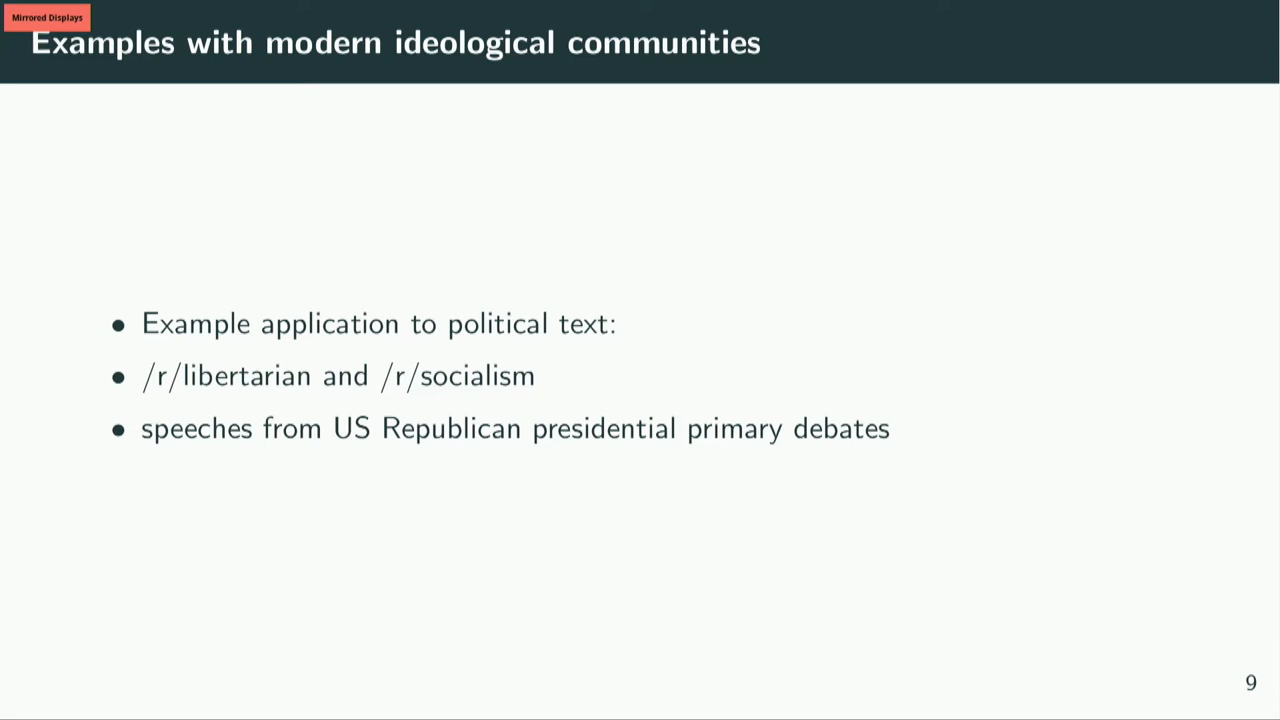 Mirrored Displays
Examples with modern ideological communities
• Example application to political text:
• /r/libertarian and /r/socialism
• speeches from US Republican presidential primary debates
9